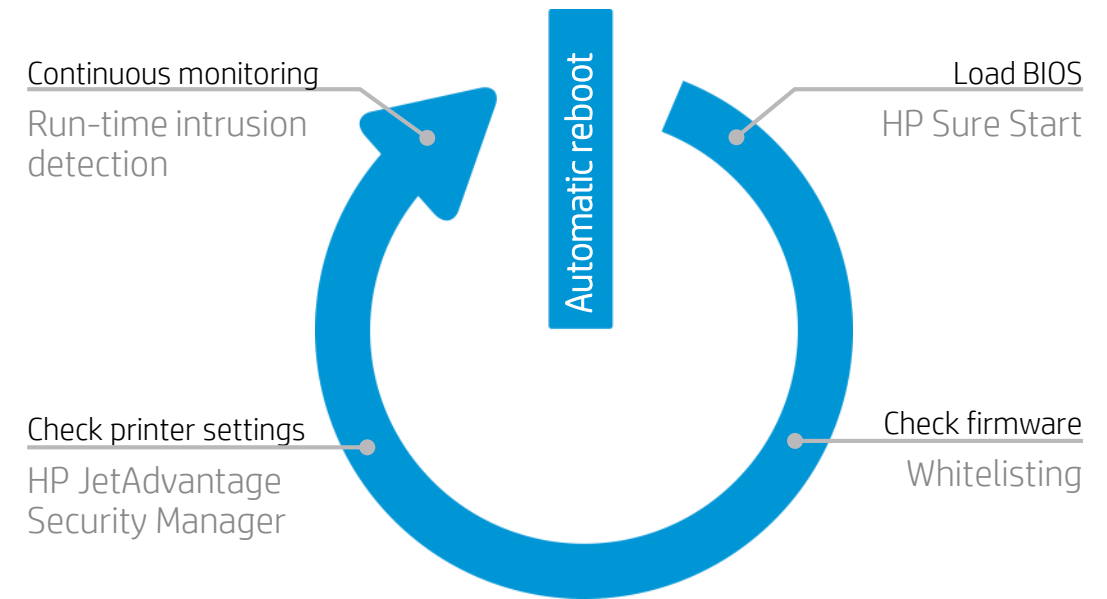 Continuous monitoring
Run-time intrusion
detection
Automatic reboot
Load BIOS
HP Sure Start
Check printer settings
HP JetAdvantage
Security Manager
Check firmware
Whitelisting